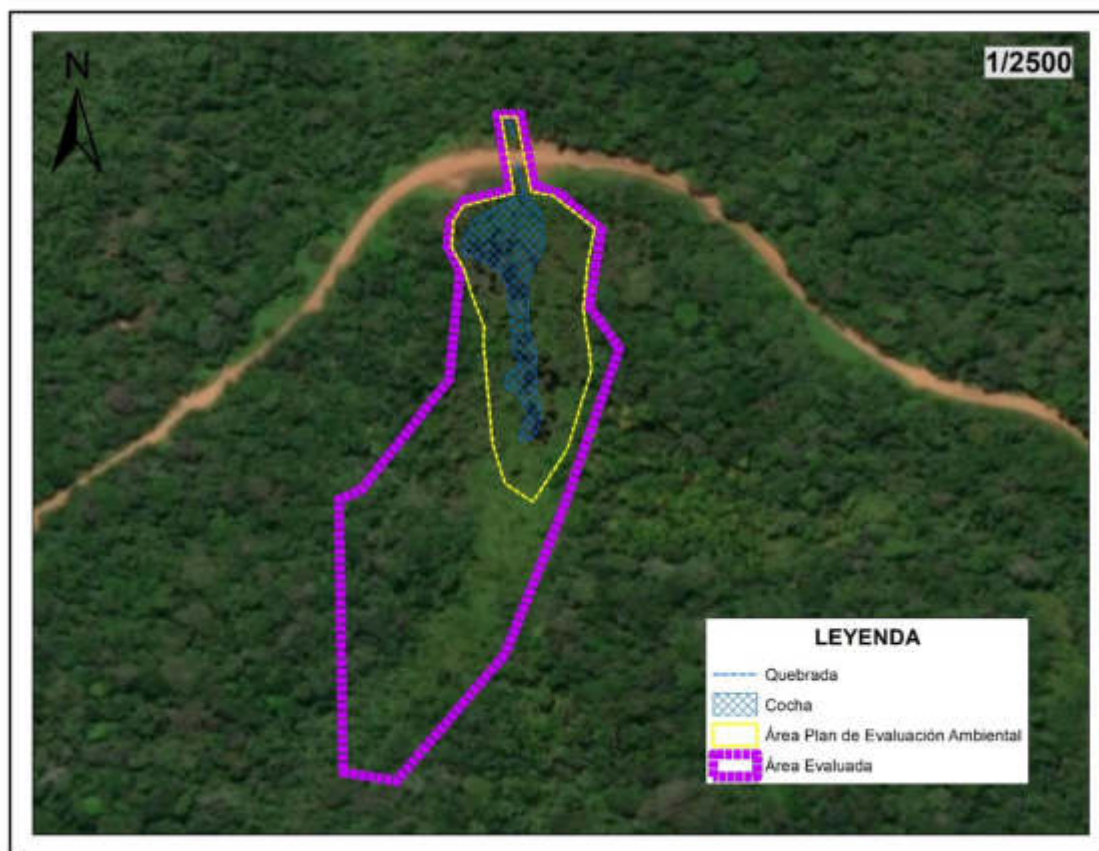 N
1/2500
LEYENDA
Quebrada
Cocha
Área Plan de Evaluación Ambiental
Área Evaluada